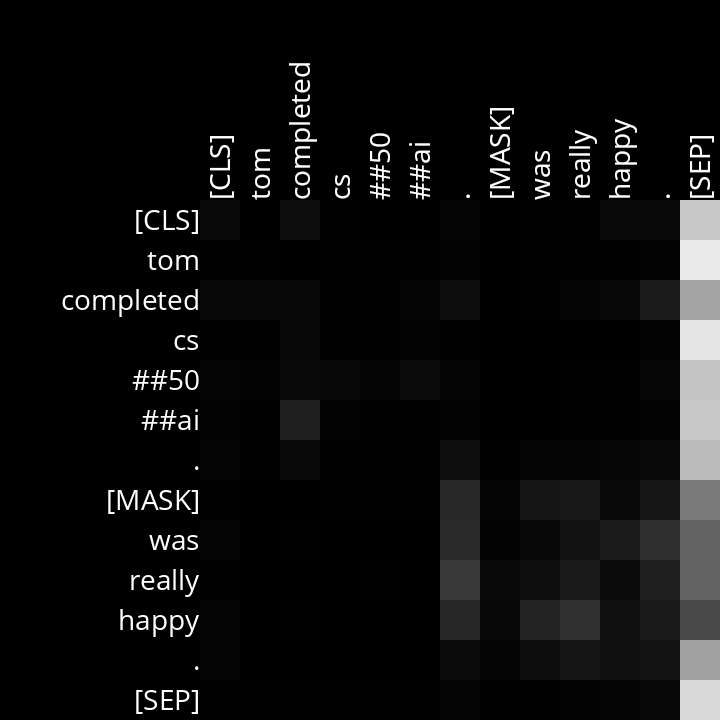 [CLS] tom completed cs ##50 ##ai . [MASK] was really happy . [SEP]
[CLS]
tom
completed
cs
##50
##ai
.
[MASK]
was
really
happy
.
[SEP]